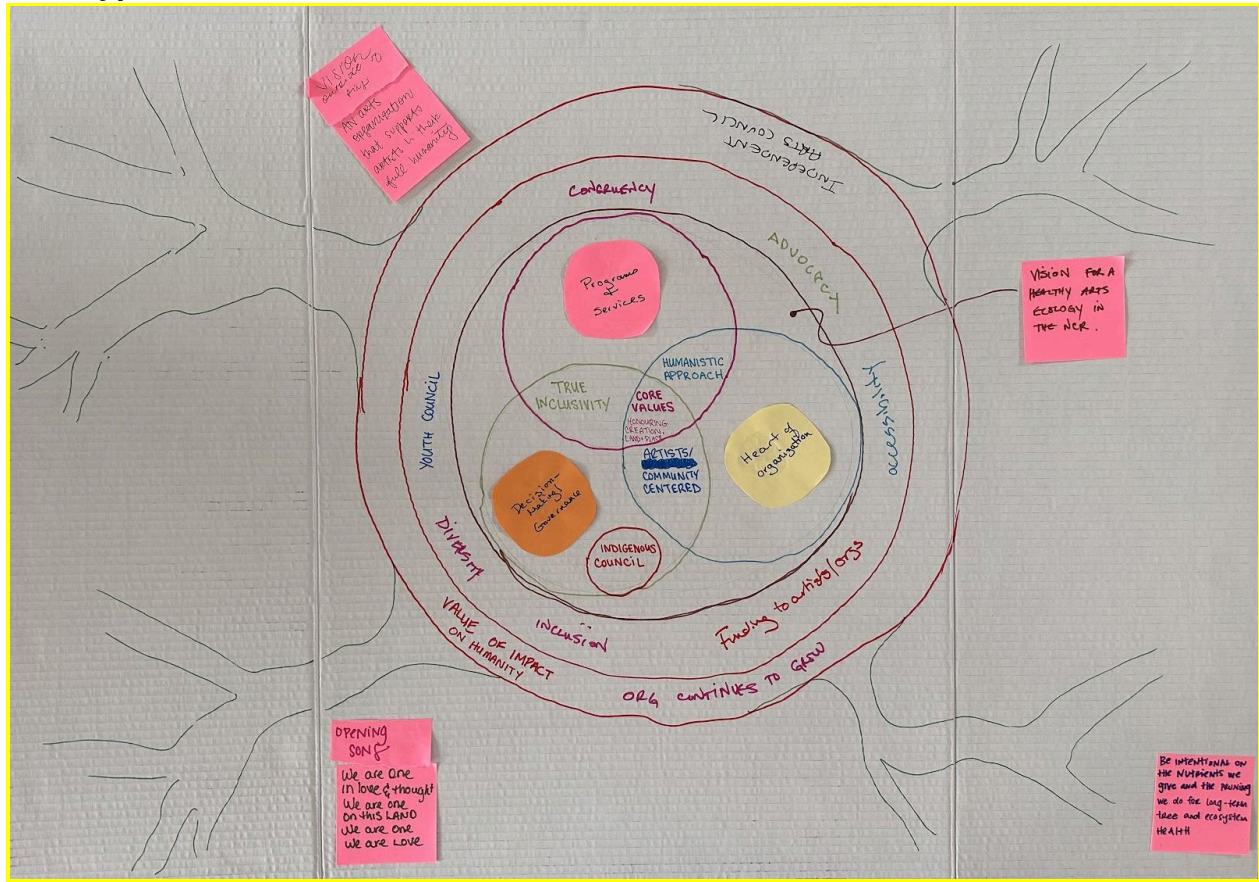 VISION
outside
AN ARTS
organization
that supports
artists in their
full humanity
INDEPENDENT
ARTS COUNCIL
CONGRUENCY
ADVOCACY
Programs
&
Services
VISION FOR A
HEALTHY ARTS
ECOLOGY IN
THE NCR.
HUMANISTIC
APPROACH
TRUE
INCLUSIVITY
CORE
VALUES
HONOURING
CREATION,
LAND & PLACE
YOUTH COUNCIL
accessibility
Heart of
organization
ARTISTS/
COMMUNITY
CENTERED
Decision-
Making/
Governance
INDIGENOUS
COUNCIL
DIVERSITY
INCLUSION
Funding to artists/orgs
VALUE OF IMPACT
ON HUMANITY
ORG CONTINUES TO GROW
OPENING
SONG
We are One
in love & thought
We are one
on THIS LAND
We are one
We are LOVE
BE INTENTIONAL ON
the NUTRIENTS we
give and the PRUNING
we do for long-term
tree and ecosystem
HEALTH